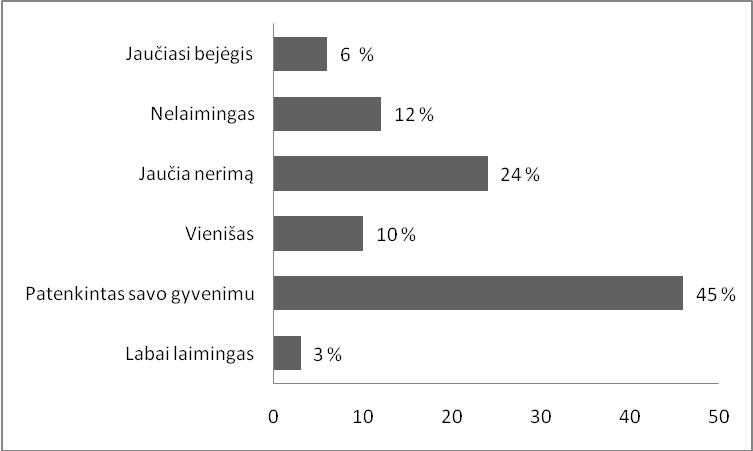 Jaučiasi bejėgis 6 %
Nelaimingas 12 %
Jaučia nerimą 24 %
Vienišas 10 %
Patenkintas savo gyvenimu 45 %
Labai laimingas 3 %
0 10 20 30 40 50